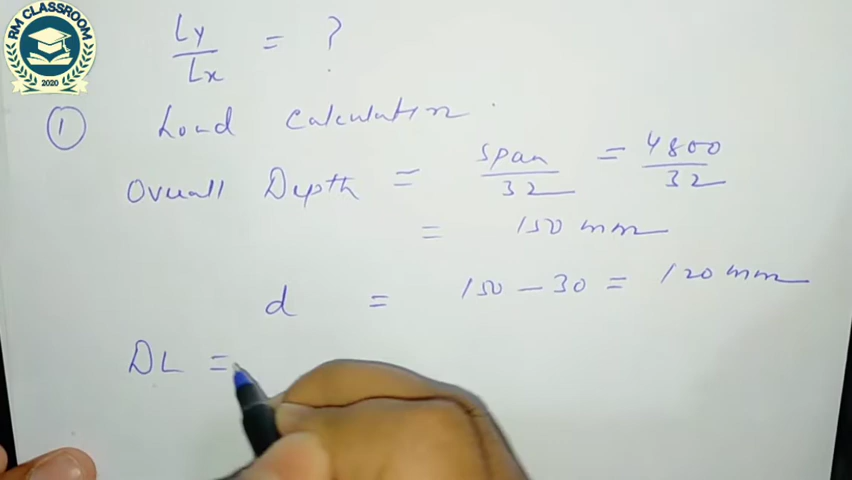 RM CLASSROOM
2020
Ly/Lx = ?
① Load Calculation.
Overall Depth = span/32 = 4800/32
= 150 mm
d = 150 - 30 = 120 mm
DL =